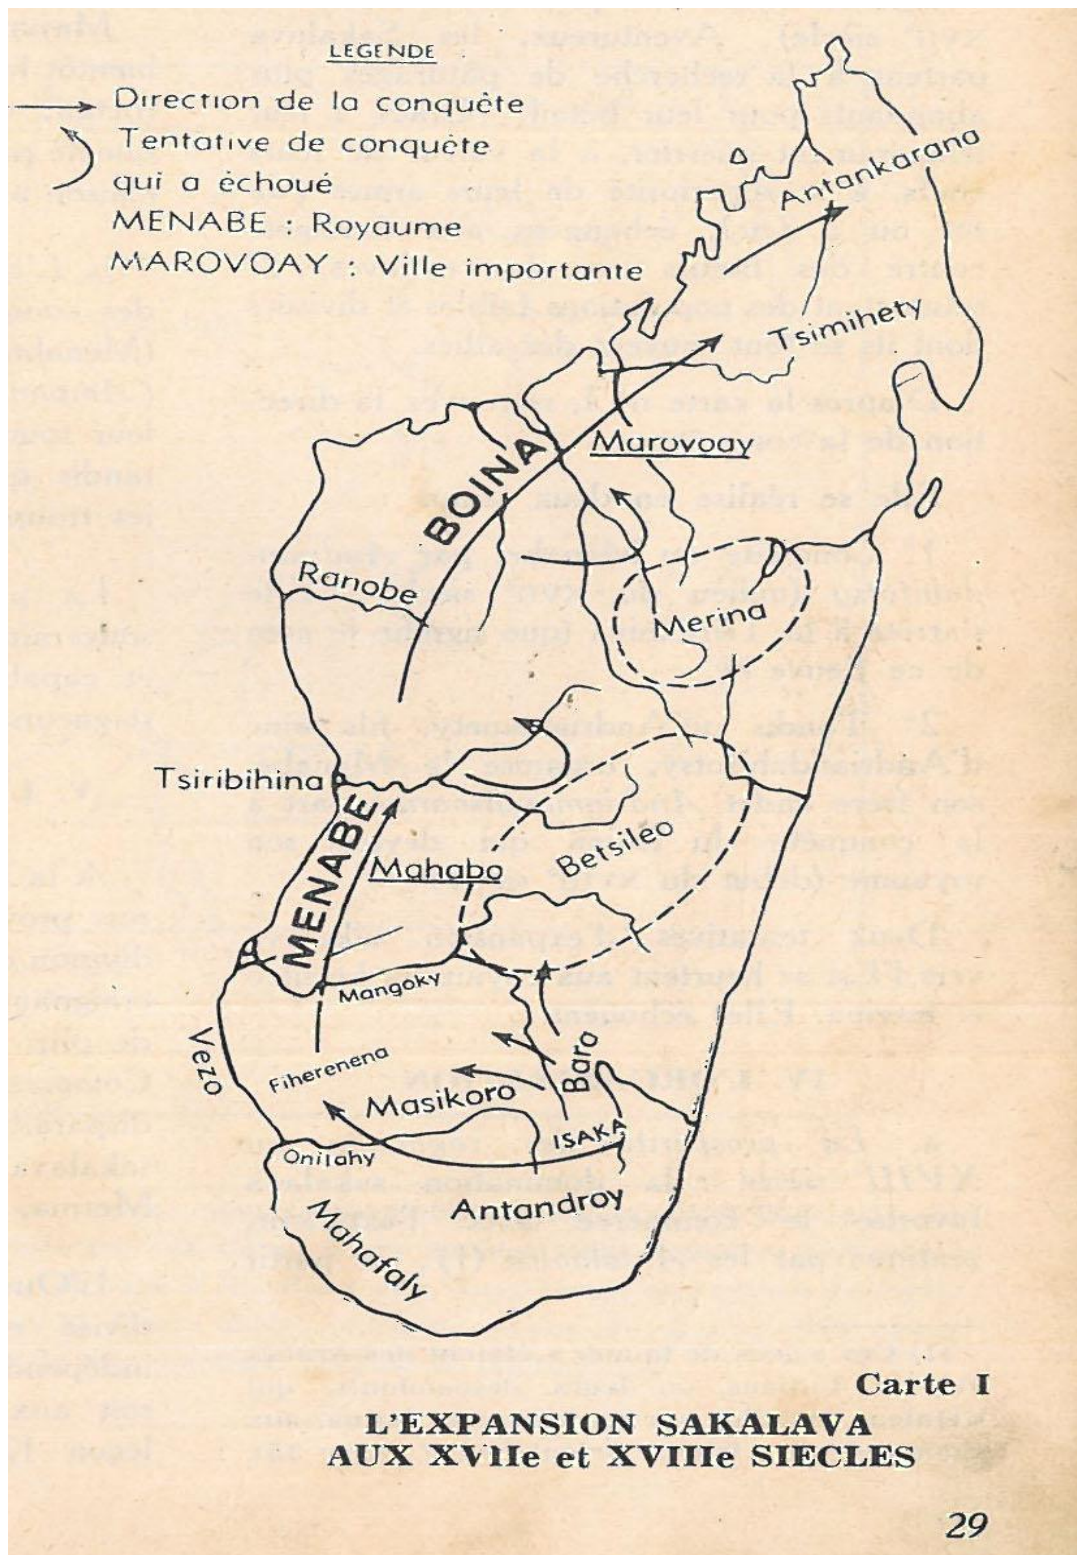 LEGENDE
Direction de la conquête
Tentative de conquête
qui a échoué
MENABE : Royaume
MAROVOAY : Ville importante
Antankarana
Tsimihety
Marovoay
BOINA
Ranobe
Merina
Tsiribihina
MENABE
Mahabo
Betsileo
Mangoky
Vezo
Fiherenena
Bara
Masikoro
ISAKA
Onilahy
Antandroy
Mahafaly
Carte I
L'EXPANSION SAKALAVA
AUX XVIIe et XVIIIe SIECLES
29